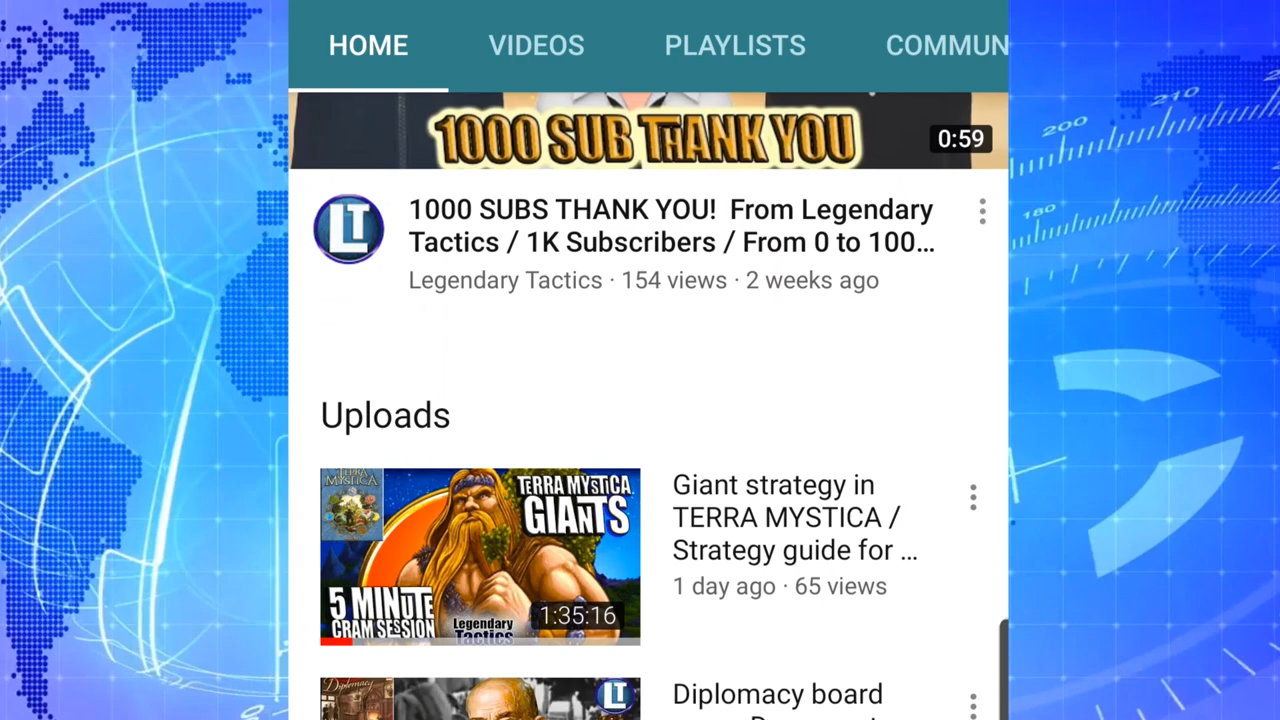 HOME VIDEOS PLAYLISTS COMMUN
1000 SUB THANK YOU
0:59
LT
1000 SUBS THANK YOU! From Legendary
Tactics / 1K Subscribers / From 0 to 100...
Legendary Tactics · 154 views · 2 weeks ago
Uploads
TERRA MYSTICA
TERRA MYSTICA
GIANTS
5 MINUTE
CRAM SESSION
Legendary
Tactics
1:35:16
Giant strategy in
TERRA MYSTICA /
Strategy guide for ...
1 day ago · 65 views
Diplomacy
LT
Diplomacy board
210
200
180